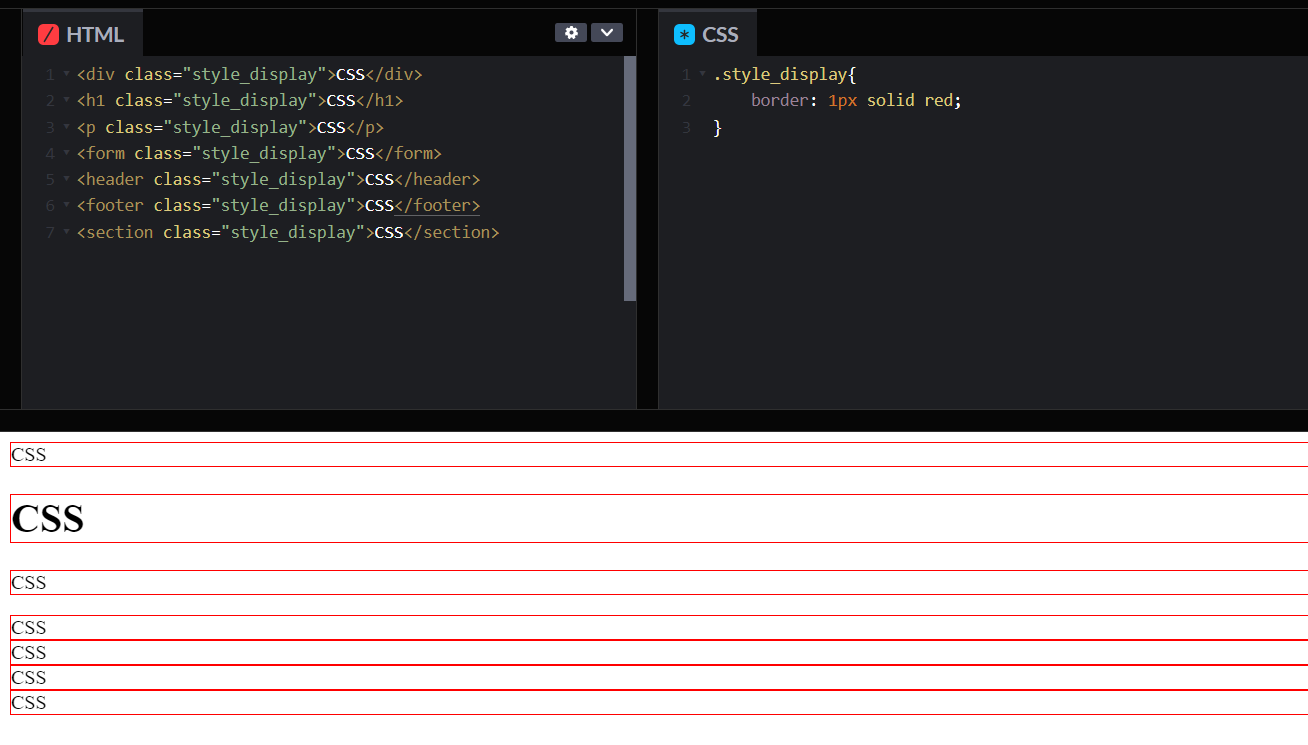 HTML
1 <div class="style_display">CSS</div>
2 <h1 class="style_display">CSS</h1>
3 <p class="style_display">CSS</p>
4 <form class="style_display">CSS</form>
5 <header class="style_display">CSS</header>
6 <footer class="style_display">CSS</footer>
7 <section class="style_display">CSS</section>
CSS
1 .style_display{
2 border: 1px solid red;
3 }
CSS
CSS
CSS
CSS
CSS
CSS
CSS